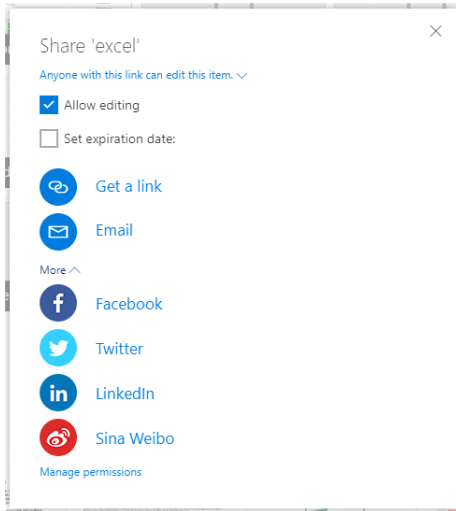 Share 'excel'
Anyone with this link can edit this item.
Allow editing
Set expiration date:
Get a link
Email
More
Facebook
Twitter
LinkedIn
Sina Weibo
Manage permissions